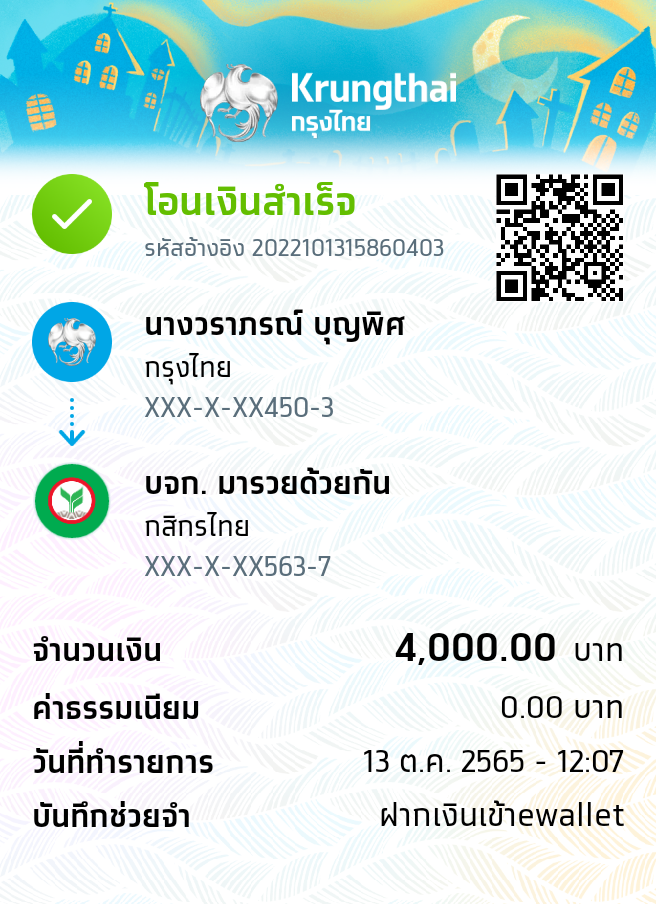 Krungthai
กรุงไทย
โอนเงินสำเร็จ
รหัสอ้างอิง 2022101315860403
นางวราภรณ์ บุญพิศ
กรุงไทย
XXX-X-XX450-3
บจก. มารวยด้วยกัน
กสิกรไทย
XXX-X-XX563-7
จำนวนเงิน 4,000.00 บาท
ค่าธรรมเนียม 0.00 บาท
วันที่ทำรายการ 13 ต.ค. 2565 - 12:07
บันทึกช่วยจำ ฝากเงินเข้าewallet